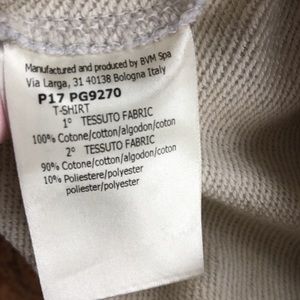 Manufactured and produced by BVM Spa
Via Larga, 31 40138 Bologna Italy
P17 PG9270
T-SHIRT
1° TESSUTO FABRIC
100% Cotone/cotton/algodon/coton
2° TESSUTO FABRIC
90% Cotone/cotton/algodon/coton
10% Poliestere/polyester
poliester/polyester